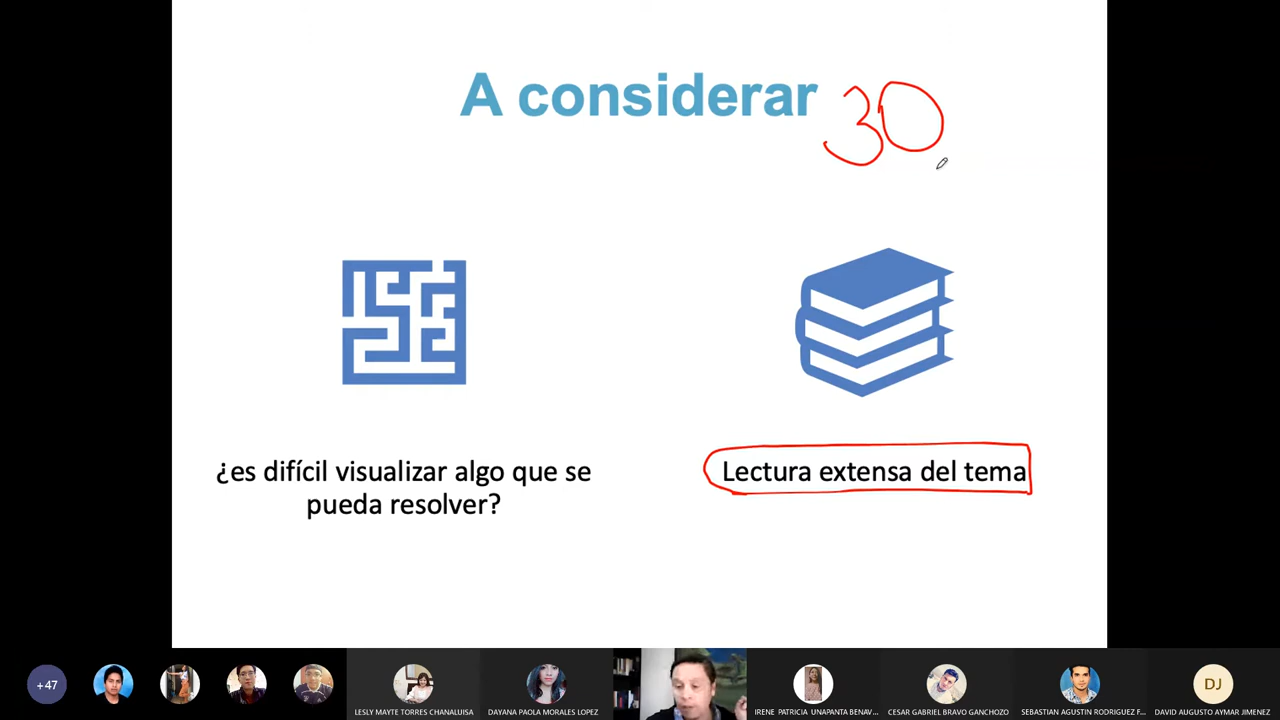 A considerar
30
¿es difícil visualizar algo que se
pueda resolver?
Lectura extensa del tema
+47
LESLY MAYTE TORRES CHANALUISA
DAYANA PAOLA MORALES LOPEZ
IRENE PATRICIA UNAPANTA BENAV...
CESAR GABRIEL BRAVO GANCHOZO
SEBASTIAN AGUSTIN RODRIGUEZ F...
DJ
DAVID AUGUSTO AYMAR JIMENEZ